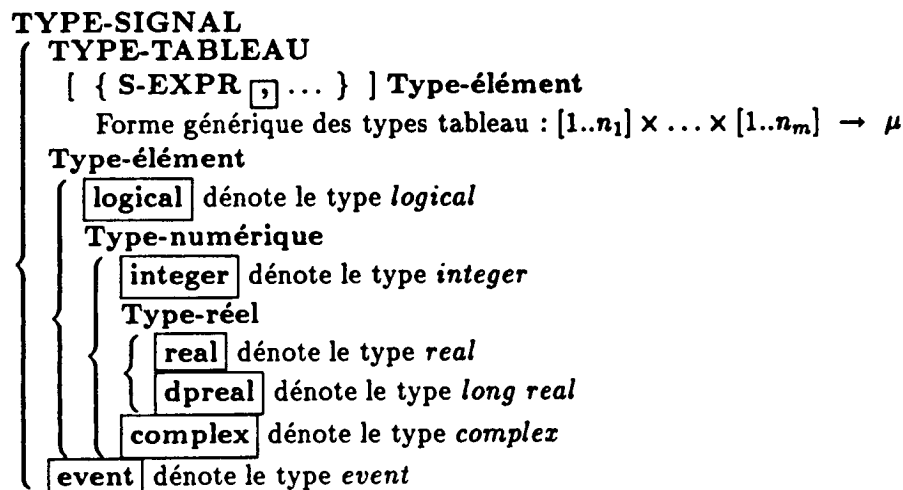 TYPE-SIGNAL
TYPE-TABLEAU
[ { S-EXPR , ... } ] Type-élément
Forme générique des types tableau : [1..n₁] × ... × [1..nₘ] → μ
Type-élément
logical dénote le type logical
Type-numérique
integer dénote le type integer
Type-réel
real dénote le type real
dpreal dénote le type long real
complex dénote le type complex
event dénote le type event